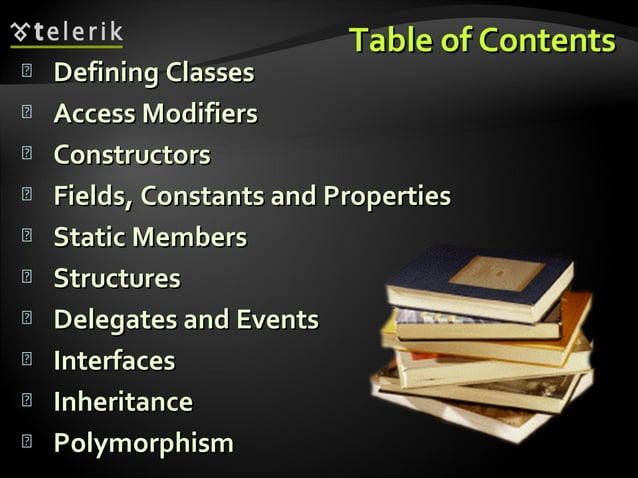 telerik
Table of Contents
Defining Classes
Access Modifiers
Constructors
Fields, Constants and Properties
Static Members
Structures
Delegates and Events
Interfaces
Inheritance
Polymorphism